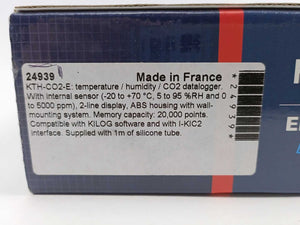 24939
Made in France
KTH-CO2-E: temperature / humidity / CO2 datalogger.
With internal sensor (-20 to +70 °C, 5 to 95 %RH and 0
to 5000 ppm), 2-line display, ABS housing with wall-
mounting system. Memory capacity: 20,000 points.
Compatible with KILOG software and with I-KIC2
interface. Supplied with 1m of silicone tube.
*24939*